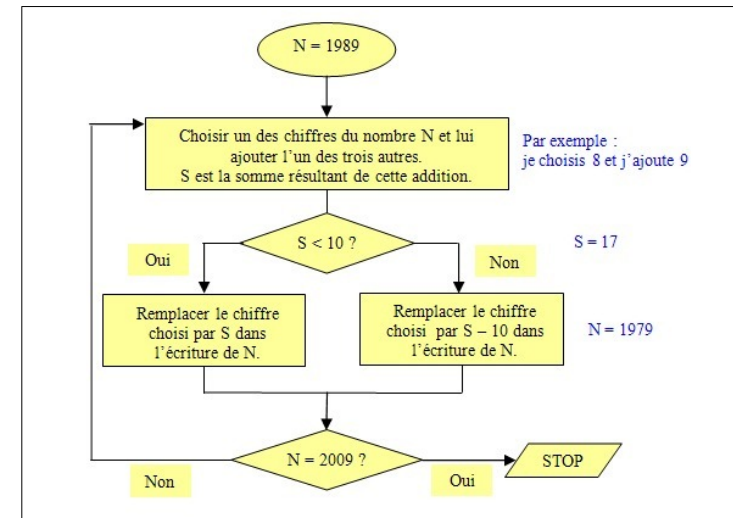 N = 1989
Choisir un des chiffres du nombre N et lui
ajouter l'un des trois autres.
S est la somme résultant de cette addition.
Par exemple :
je choisis 8 et j'ajoute 9
S < 10 ?
S = 17
Oui
Non
Remplacer le chiffre
choisi par S dans
l'écriture de N.
Remplacer le chiffre
choisi par S – 10 dans
l'écriture de N.
N = 1979
N = 2009 ?
STOP
Non
Oui